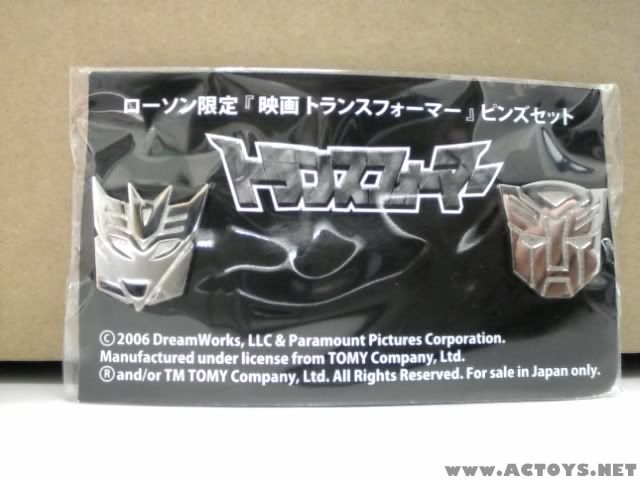 ローソン限定『映画 トランスフォーマー』ピンズセット
トランスフォーマー
Ⓒ2006 DreamWorks, LLC & Paramount Pictures Corporation.
Manufactured under license from TOMY Company, Ltd.
Ⓡand/or TM TOMY Company, Ltd. All Rights Reserved. For sale in Japan only.
www.ACTOYS.NET